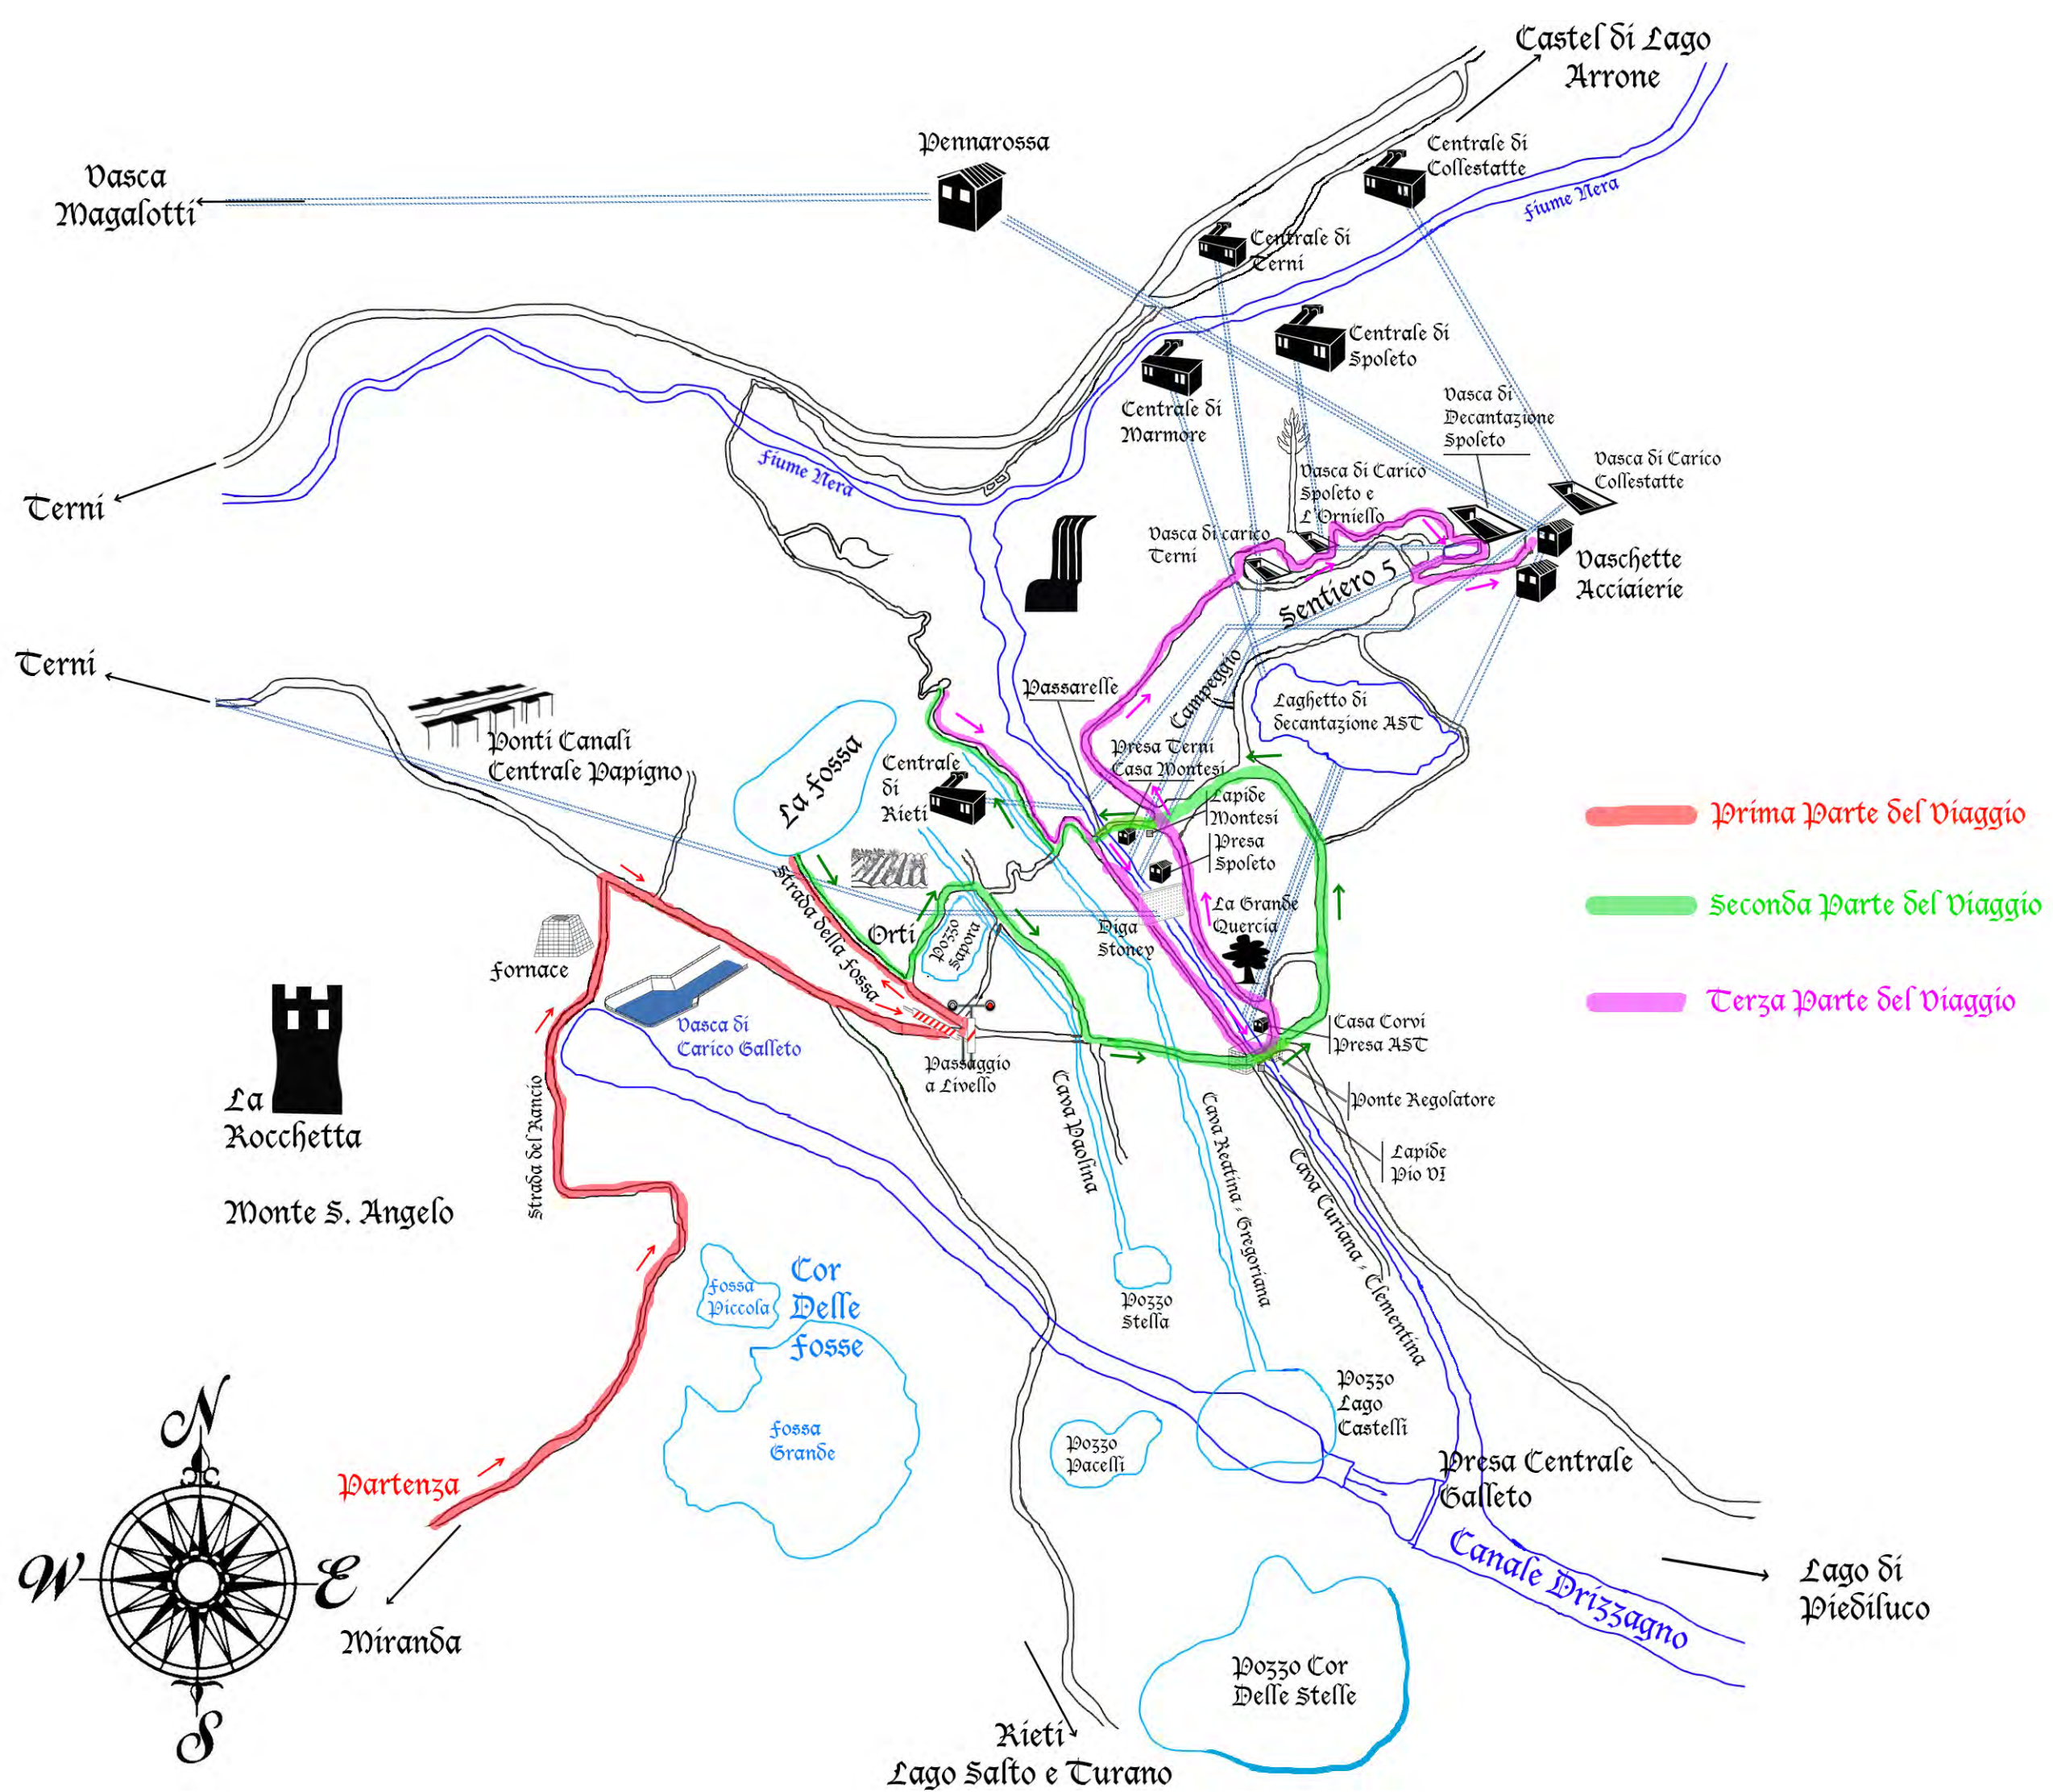 Castel di Lago
Arrone
Pennarossa
Centrale di
Collestatte
Vasca
Magalotti
Fiume Nera
Centrale di
Terni
Centrale di
Spoleto
Centrale di
Marmore
Vasca di
Decantazione
Spoleto
Vasca di Carico
Collestatte
Vasca di Carico
Spoleto e
L'Orniello
Fiume Nera
Terni
Vasca di carico
Terni
Vaschette
Acciaierie
Sentiero 5
Terni
Passarelle
Campeggio
Laghetto di
decantazione AST
Ponti Canali
Centrale Papigno
La Fossa
Centrale
di
Rieti
Presa Terni
Casa Montesi
Lapide
Montesi
Presa
Spoleto
Prima Parte del Viaggio
Seconda Parte del Viaggio
Terza Parte del Viaggio
Strada della Fossa
Orti
Pozzo
Sapora
Diga
Stoney
La Grande
Quercia
Fornace
Vasca di
Carico Galleto
Passaggio
a Livello
Casa Corvi
Presa AST
Ponte Regolatore
Lapide
Pio VI
La
Rocchetta
Strada del Rancio
Cava Paolina
Cava Reatina - Gregoriana
Cava Curiana - Clementina
Monte S. Angelo
Fossa
Piccola
Cor
Delle
Fosse
Pozzo
Stella
Fossa
Grande
Pozzo
Lago
Castelli
Pozzo
Pacelli
Presa Centrale
Galleto
Partenza
N
W
E
S
Miranda
Canale Drizzagno
Lago di
Piediluco
Pozzo Cor
Delle Stelle
Rieti
Lago Salto e Turano